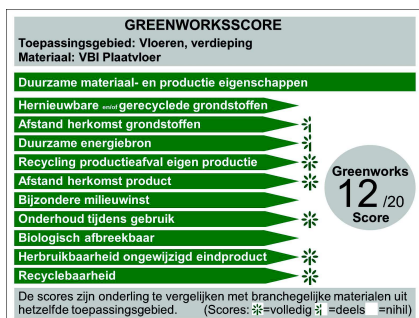 GREENWORKSSCORE
Toepassingsgebied: Vloeren, verdieping
Materiaal: VBI Plaatvloer
Duurzame materiaal- en productie eigenschappen
Hernieuwbare en/of gerecyclede grondstoffen
Afstand herkomst grondstoffen
Duurzame energiebron
Recycling productieafval eigen productie
Afstand herkomst product
Bijzondere milieuwinst
Onderhoud tijdens gebruik
Biologisch afbreekbaar
Herbruikbaarheid ongewijzigd eindproduct
Recyclebaarheid
Greenworks
12 /20
Score
De scores zijn onderling te vergelijken met branchegelijke materialen uit
hetzelfde toepassingsgebied. (Scores: =volledig =deels =nihil)